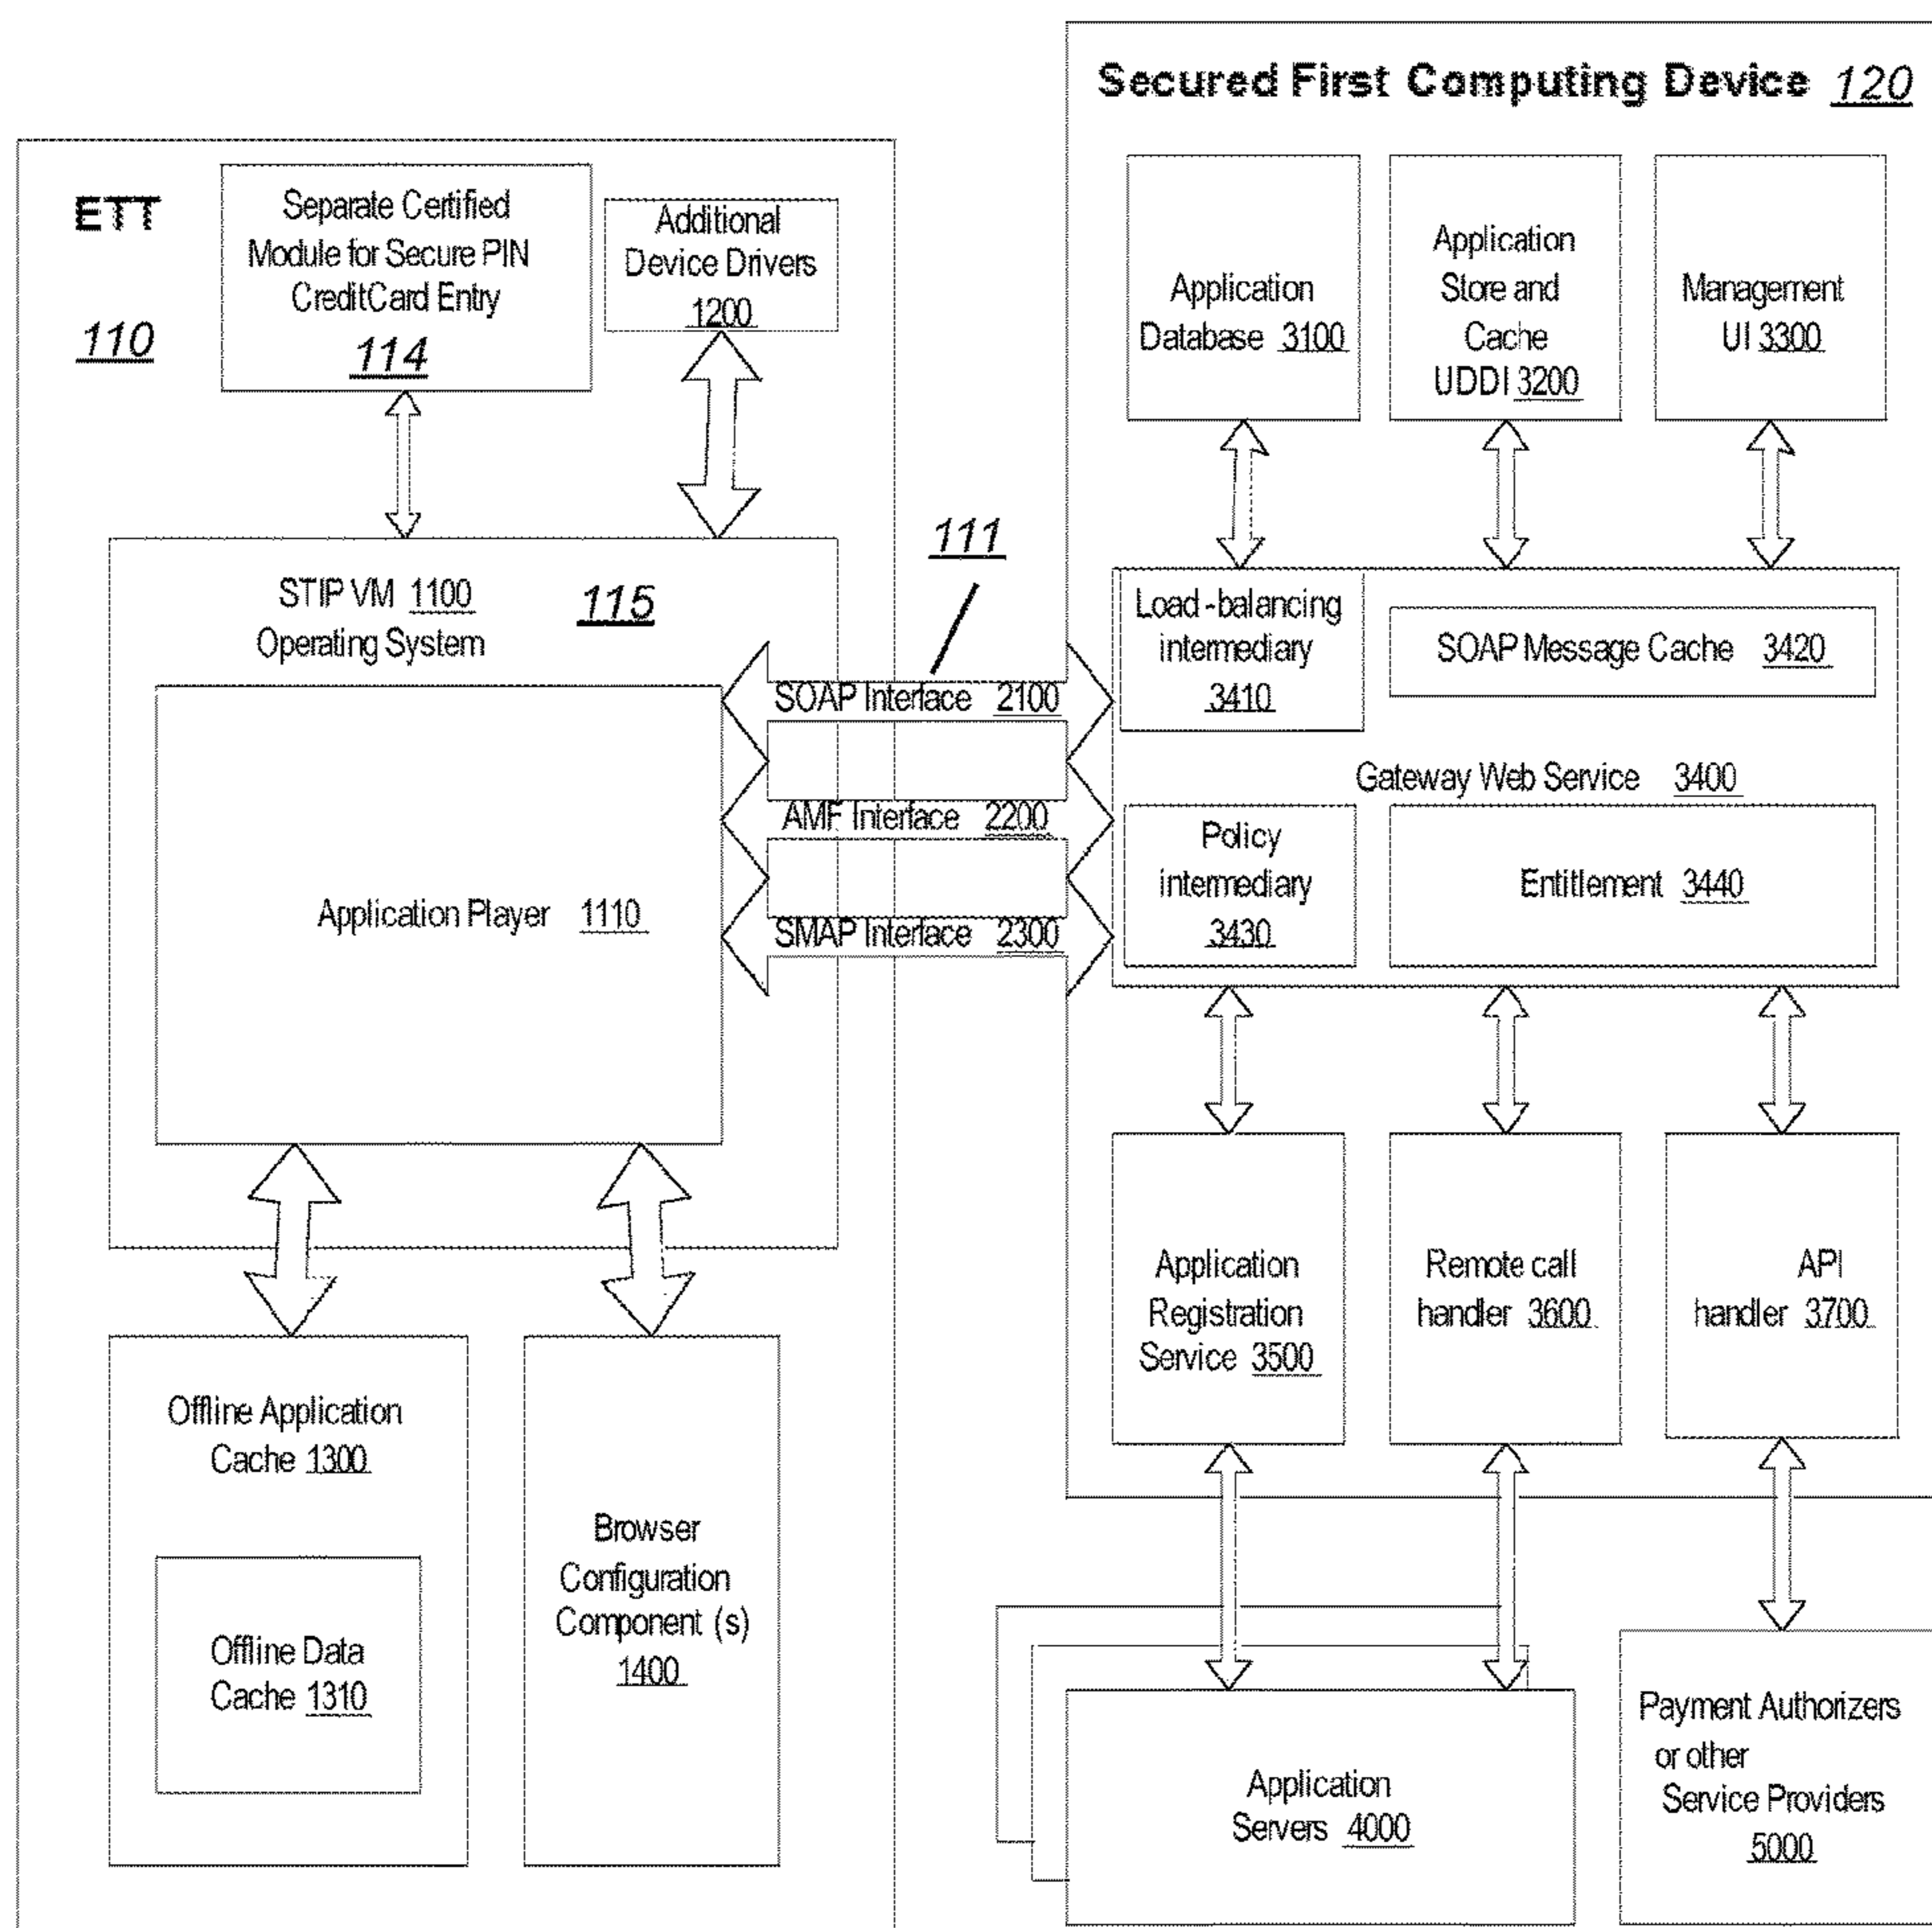 Secured First Computing Device 120
ETT
110
Separate Certified
Module for Secure PIN
CreditCard Entry
114
Additional
Device Drivers
1200
Application
Database 3100
Application
Store and
Cache
UDDI 3200
Management
UI 3300
111
STIP VM 1100
Operating System
115
Application Player 1110
SOAP Interface 2100
AMF Interface 2200
SMAP Interface 2300
Load-balancing
intermediary
3410
SOAP Message Cache 3420
Gateway Web Service 3400
Policy
intermediary
3430
Entitlement 3440
Application
Registration
Service 3500
Remote call
handler 3600
API
handler 3700
Offline Application
Cache 1300
Offline Data
Cache 1310
Browser
Configuration
Component (s)
1400
Application
Servers 4000
Payment Authorizers
or other
Service Providers
5000